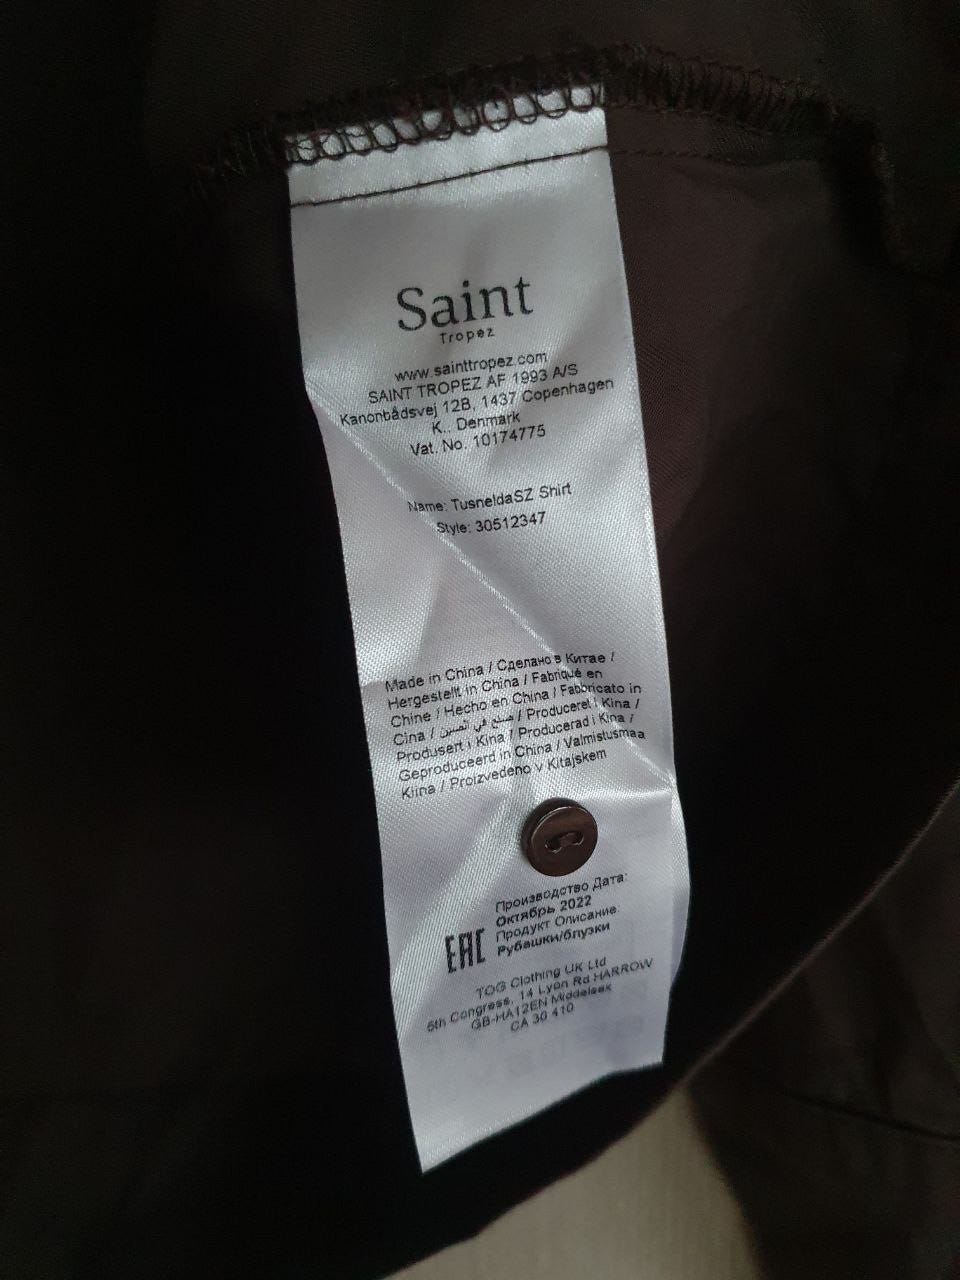 Saint
Tropez
www.sainttropez.com
SAINT TROPEZ AF 1993 A/S
Kanonbådsvej 12B, 1437 Copenhagen
K., Denmark
Vat. No. 10174775
Name: TusneldaSZ Shirt
Style: 30512347
Made in China / Сделано в Китае /
Hergestellt in China / Fabriqué en
Chine / Hecho en China / Fabbricato in
Cina / صنع في الصين / Produceret i Kina /
Produsert i Kina / Producerad i Kina /
Geproduceerd in China / Valmistusmaa
Kiina / Proizvedeno v Kitajskem
Производство Дата:
Октябрь 2022
Продукт Описание:
Рубашки/блузки
EAC
TOG Clothing UK Ltd
5th Congress, 14 Lyon Rd HARROW
GB-HA12EN Middelsex
CA 30 410